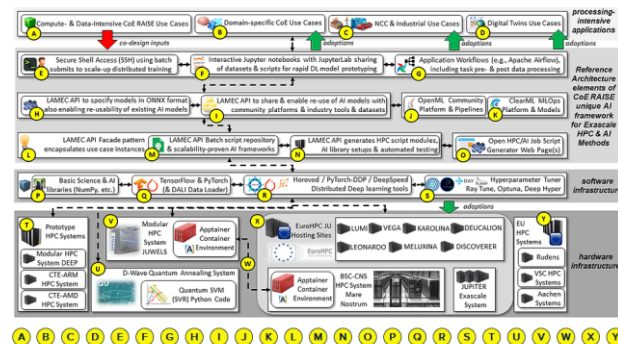 Compute- & Data-Intensive CoE RAISE Use Cases
Domain-specific CoE Use Cases
NCC & Industrial Use Cases
Digital Twins Use Cases
A
B
C
D
processing-
intensive
applications
co-design inputs
adoptions
adoptions
adoptions
Secure Shell Access (SSH) using batch
submits to scale-up distributed training
E
Interactive Jupyter notebooks with JupyterLab sharing
of datasets & scripts for rapid DL model prototyping
F
Application Workflows (e.g., Apache Airflow),
including task pre- & post data processing
G
LAMEC API to specify models in ONNX format
also enabling re-usability of existing AI models
H
LAMEC API to share & enable re-use of AI models with
community platforms & industry tools & datasets
I
OpenML Community
Platform & Pipelines
J
ClearML MLOps
Platform & Models
K
Reference
Architecture
elements of
CoE RAISE
unique AI
framework
for Exascale
HPC & AI
Methods
LAMEC API Facade pattern
encapsulates use case instances
L
LAMEC API Batch script repository
& scalability-proven AI frameworks
M
LAMEC API generates HPC script modules,
AI library setups & automated testing
N
Open HPC/AI Job Script
Generator Web Page(s)
O
Basic Science & AI
libraries (NumPy, etc.)
P
TensorFlow & PyTorch
(& DALI Data Loader)
Q
Horovod / PyTorch-DDP / DeepSpeed
Distributed Deep learning tools
R
RAY
Hyperparameter Tuner
Ray Tune, Optuna, Deep Hyper
S
software
infrastructure
adoptions
T
Prototype
HPC Systems
Modular HPC
System DEEP
CTE-ARM
HPC System
CTE-AMD
HPC System
U
V
Modular
HPC
System
JUWELS
Apptainer
Container
Environment
W
D-Wave Quantum Annealing System
Quantum SVM
(SVR) Python Code
X
EuroHPC JU
Hosting Sites
EuroHPC
LUMI
VEGA
KAROLINA
DEUCALION
LEONARDO
MELUXINA
DISCOVERER
Apptainer
Container
Environment
BSC-CNS
HPC System
Mare
Nostrum
JUPITER
Exascale
System
EU
HPC
Systems
Y
Rudens
VSC HPC
Systems
Aachen
Systems
hardware
infrastructure
A B C D E F G H I J K L M N O P Q R S T U V W X Y